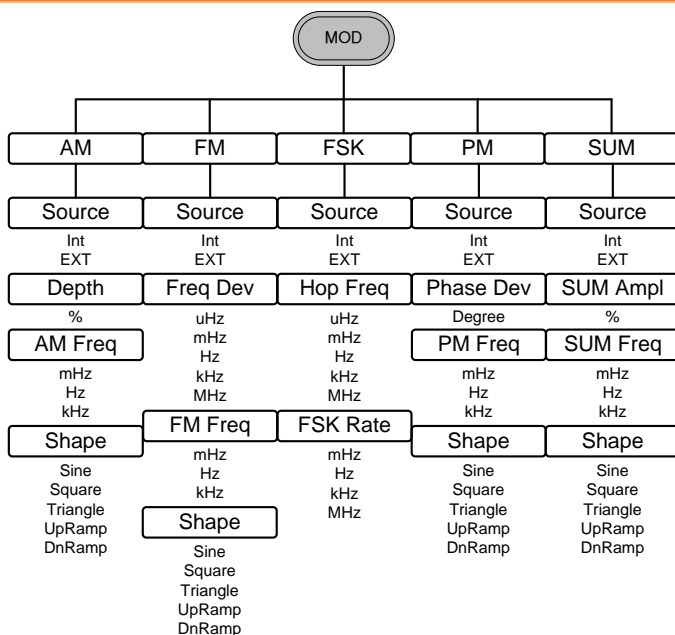 MOD
AM
FM
FSK
PM
SUM
Source
Source
Source
Source
Source
Int
EXT
Int
EXT
Int
EXT
Int
EXT
Int
EXT
Depth
Freq Dev
Hop Freq
Phase Dev
SUM Ampl
%
uHz
mHz
Hz
kHz
MHz
uHz
mHz
Hz
kHz
MHz
Degree
%
AM Freq
PM Freq
SUM Freq
mHz
Hz
kHz
mHz
Hz
kHz
mHz
Hz
kHz
FM Freq
FSK Rate
mHz
Hz
kHz
mHz
Hz
kHz
MHz
Shape
Shape
Shape
Sine
Square
Triangle
UpRamp
DnRamp
Sine
Square
Triangle
UpRamp
DnRamp
Sine
Square
Triangle
UpRamp
DnRamp
Shape
Sine
Square
Triangle
UpRamp
DnRamp